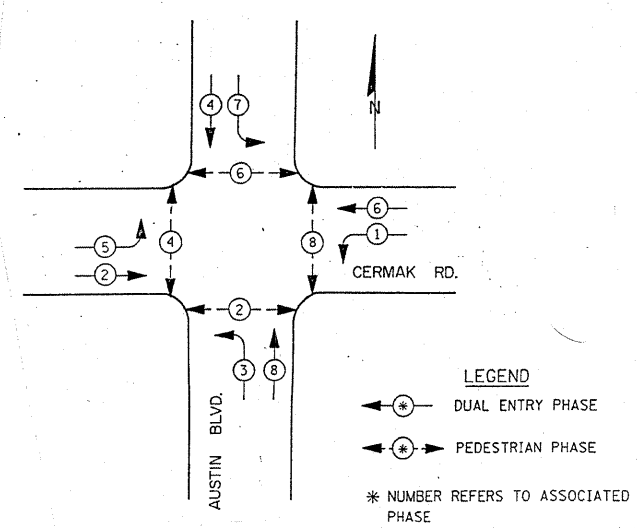 4 7
N
6
6
1
5
4
8
2
CERMAK RD.
2
3 8
AUSTIN BLVD.
LEGEND
* DUAL ENTRY PHASE
* PEDESTRIAN PHASE
* NUMBER REFERS TO ASSOCIATED
PHASE